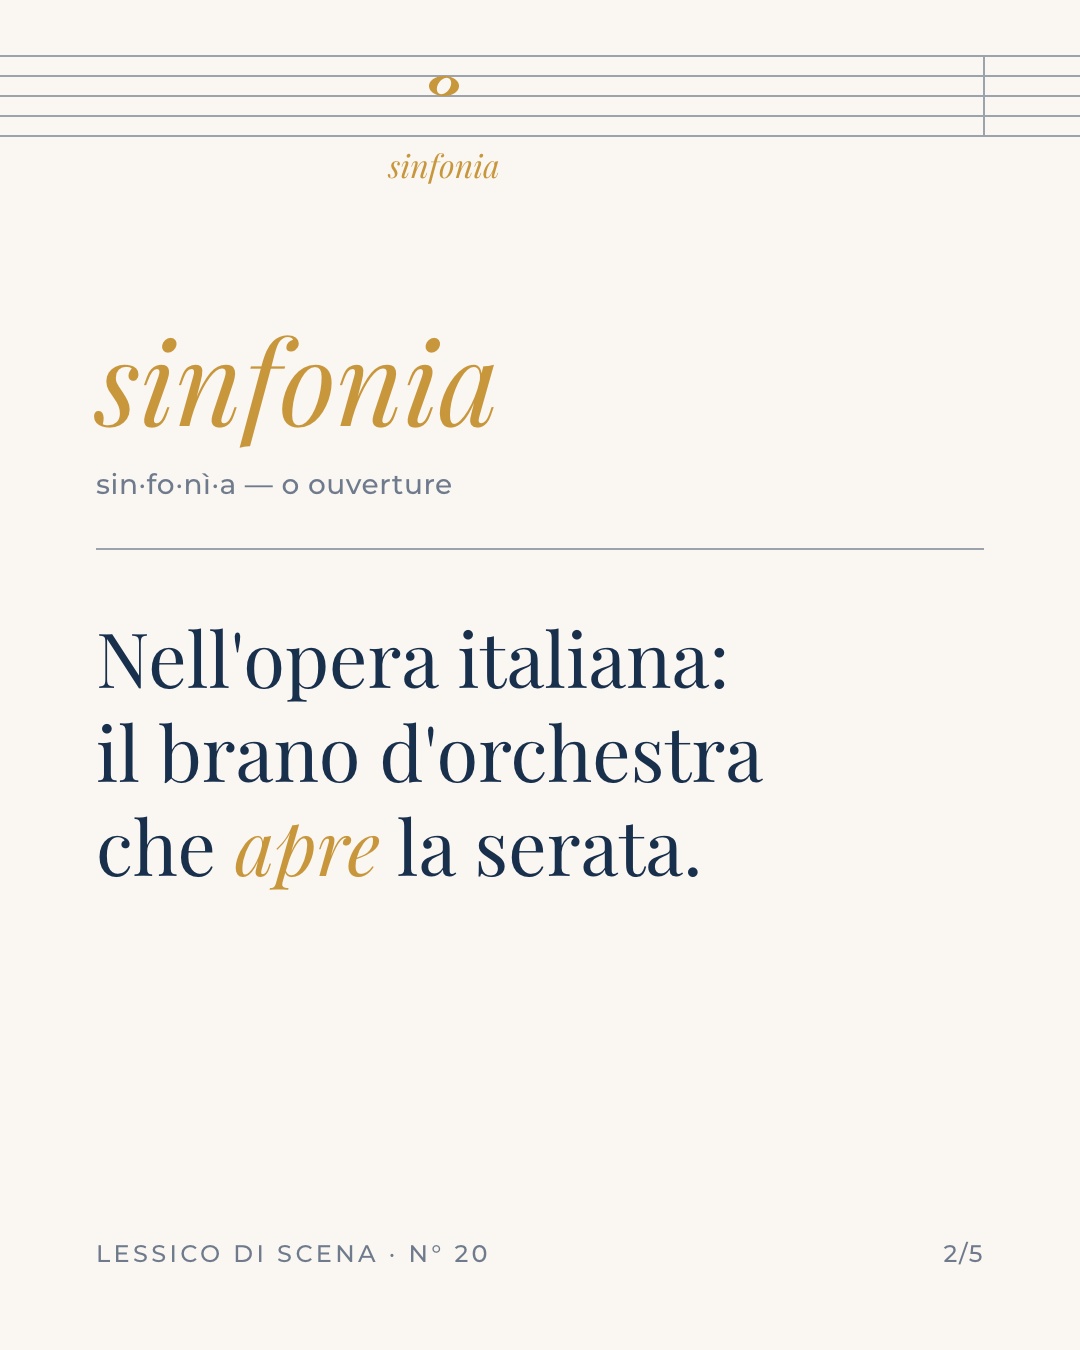 sinfonia
sinfonia
sin·fo·nì·a — o ouverture
Nell'opera italiana:
il brano d'orchestra
che apre la serata.
LESSICO DI SCENA · N° 20
2/5